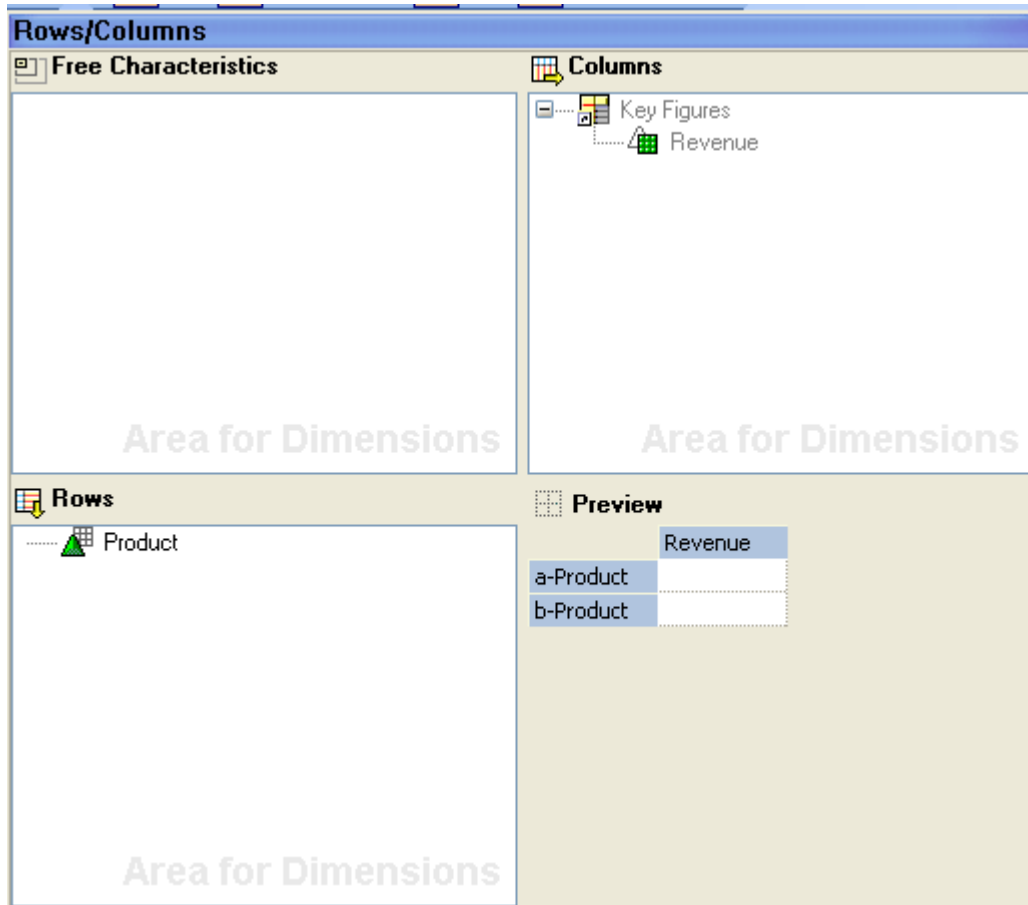 Rows/Columns
Free Characteristics
Columns
Key Figures
Revenue
Area for Dimensions
Area for Dimensions
Rows
Preview
Product
Revenue
a-Product
b-Product
Area for Dimensions